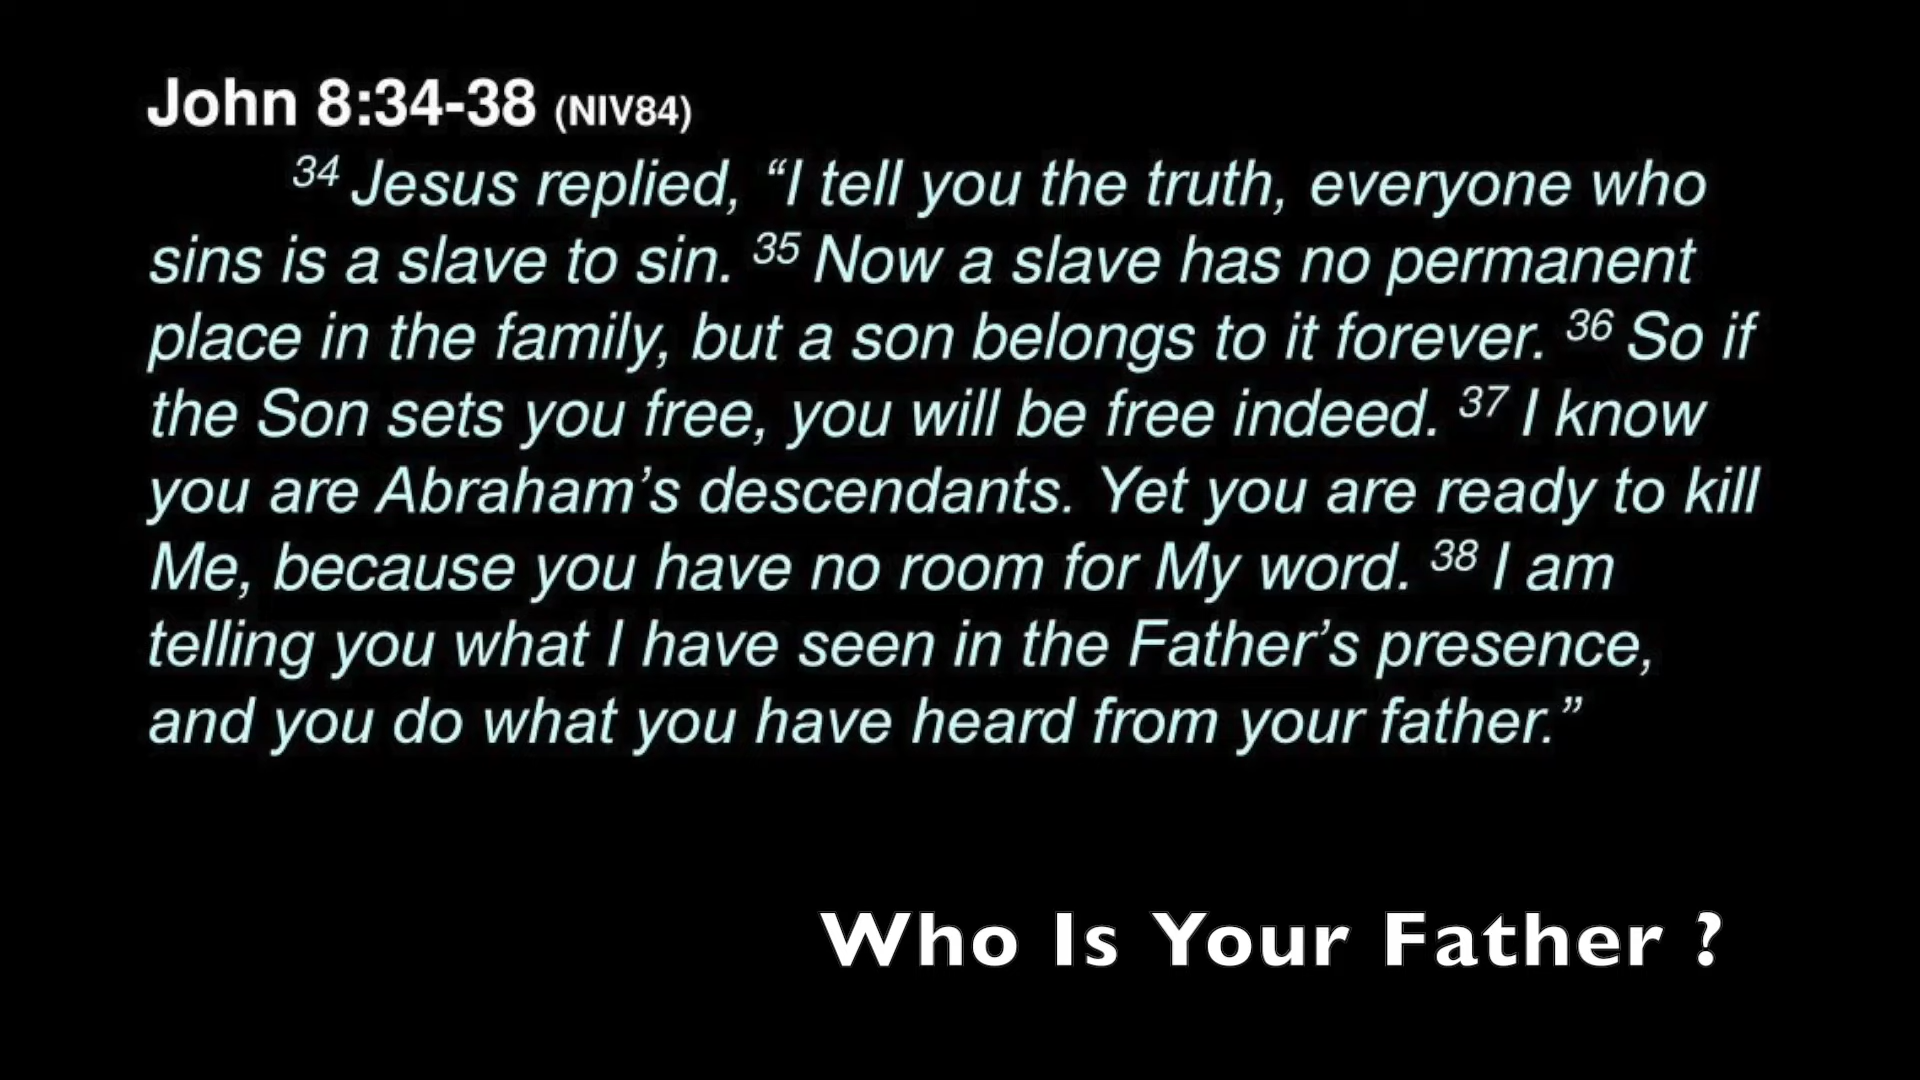 John 8:34-38 (NIV84)
34 Jesus replied, “I tell you the truth, everyone who
sins is a slave to sin. 35 Now a slave has no permanent
place in the family, but a son belongs to it forever. 36 So if
the Son sets you free, you will be free indeed. 37 I know
you are Abraham’s descendants. Yet you are ready to kill
Me, because you have no room for My word. 38 I am
telling you what I have seen in the Father’s presence,
and you do what you have heard from your father.”
Who Is Your Father ?